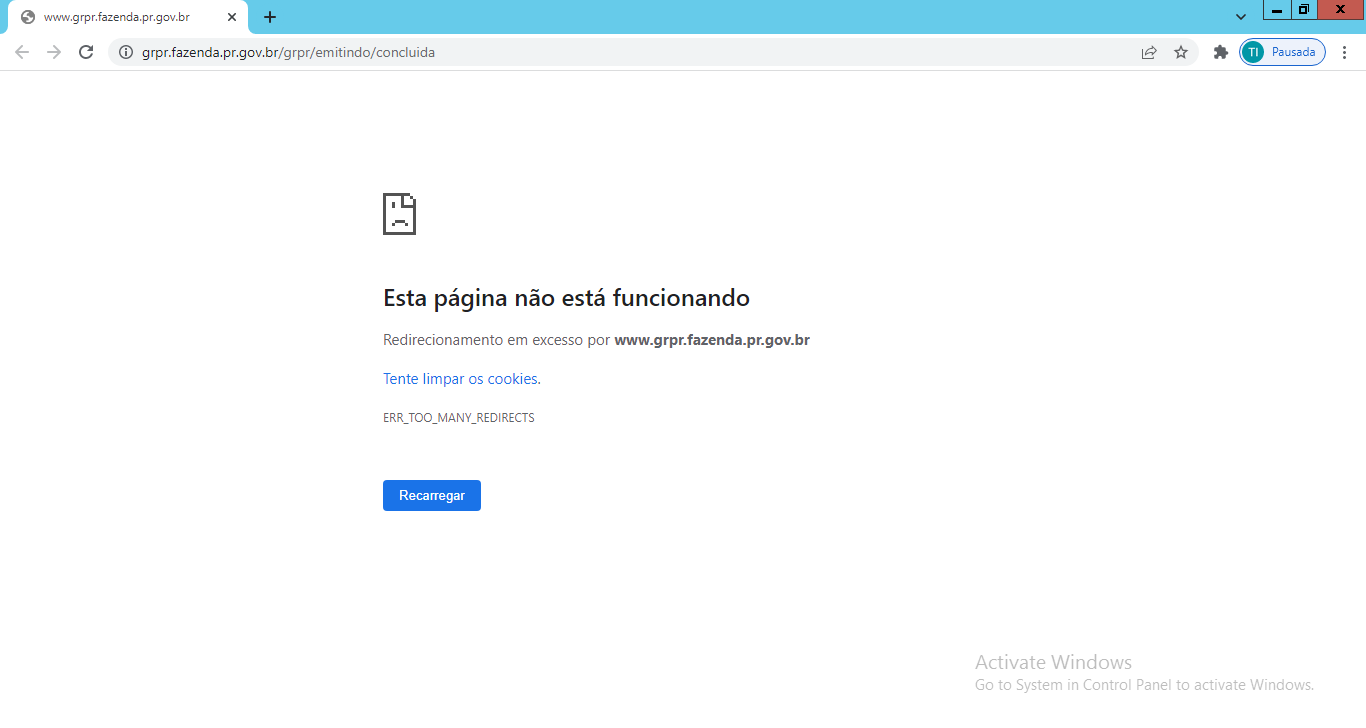 www.grpr.fazenda.pr.gov.br
grpr.fazenda.pr.gov.br/grpr/emitindo/concluida
TI Pausada
Esta página não está funcionando
Redirecionamento em excesso por www.grpr.fazenda.pr.gov.br
Tente limpar os cookies.
ERR_TOO_MANY_REDIRECTS
Recarregar
Activate Windows
Go to System in Control Panel to activate Windows.